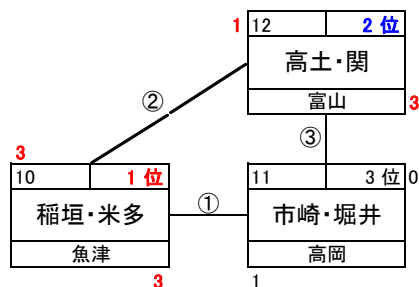 1 12 2 位
高土・関
富山 3
②
③
3
10 1 位
稲垣・米多
魚津
3
①
11 3 位 0
市崎・堀井
高岡
1